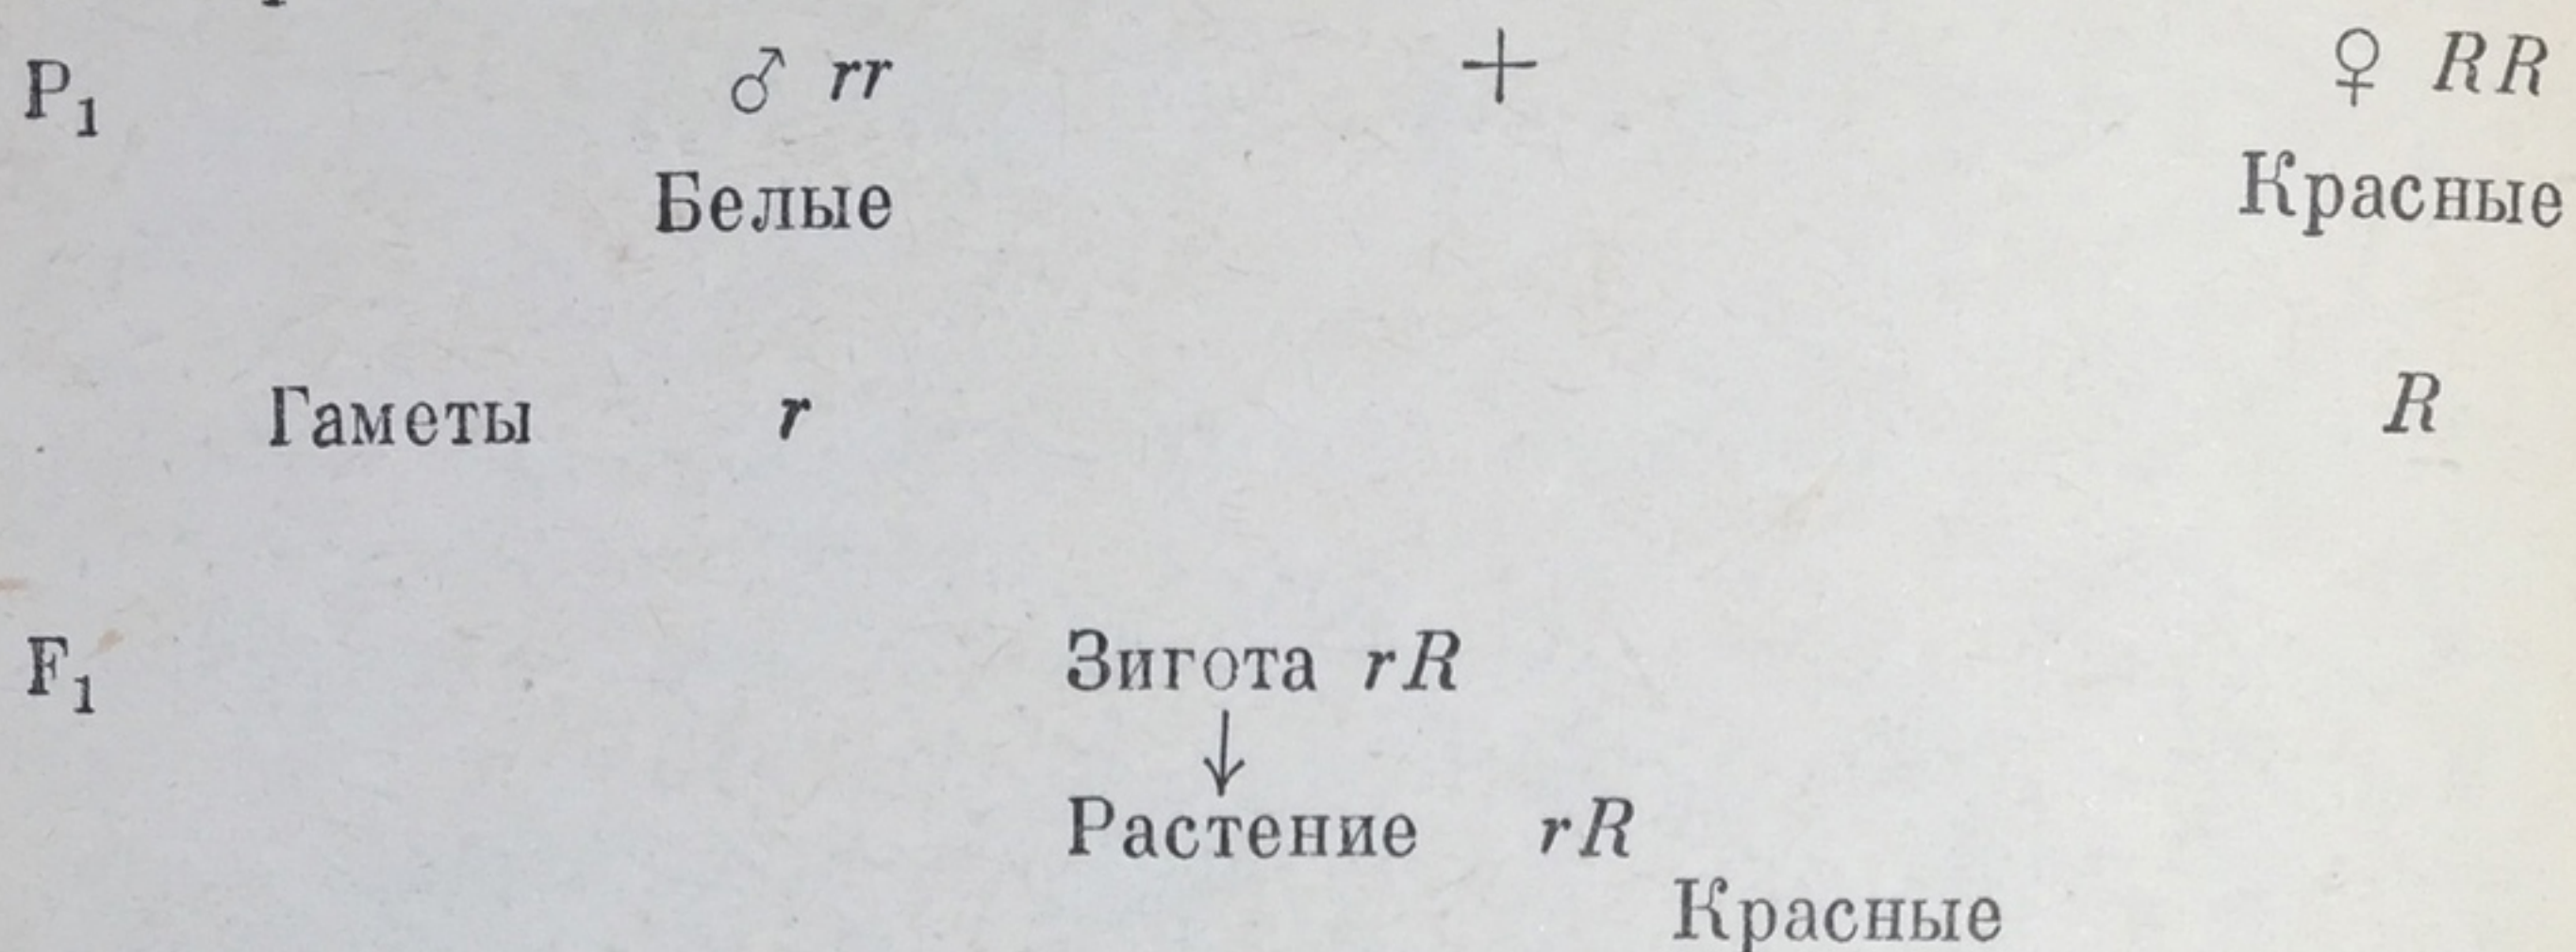 P₁ ♂ rr + ♀ RR
Белые Красные
Гаметы r R
F₁ Зигота rR
↓
Растение rR
Красные